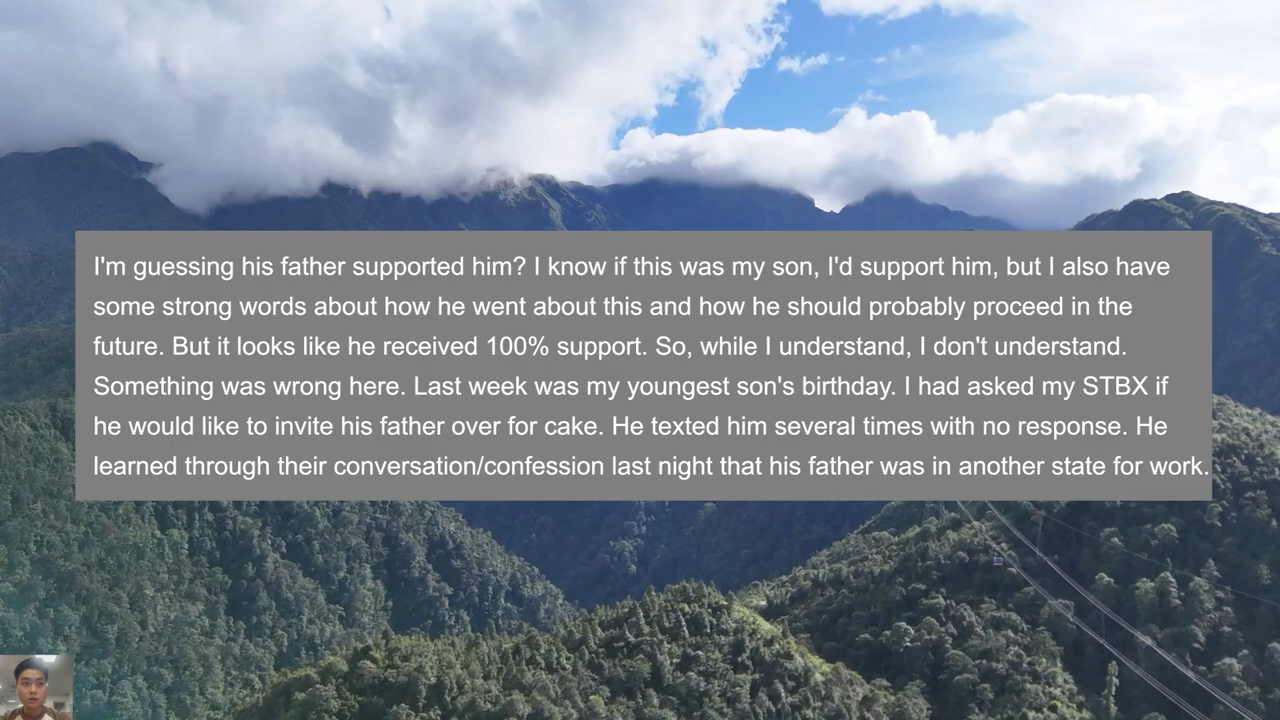 I'm guessing his father supported him? I know if this was my son, I'd support him, but I also have
some strong words about how he went about this and how he should probably proceed in the
future. But it looks like he received 100% support. So, while I understand, I don't understand.
Something was wrong here. Last week was my youngest son's birthday. I had asked my STBX if
he would like to invite his father over for cake. He texted him several times with no response. He
learned through their conversation/confession last night that his father was in another state for work.